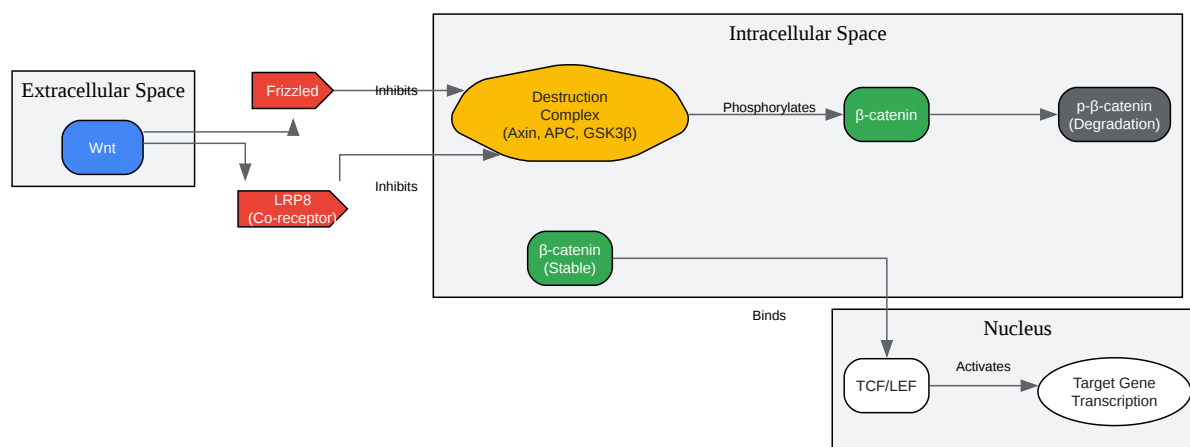 Extracellular Space
Wnt
Frizzled
LRP8
(Co-receptor)
Inhibits
Inhibits
Intracellular Space
Destruction
Complex
(Axin, APC, GSK3β)
Phosphorylates
β-catenin
p-β-catenin
(Degradation)
β-catenin
(Stable)
Binds
Nucleus
TCF/LEF
Activates
Target Gene
Transcription